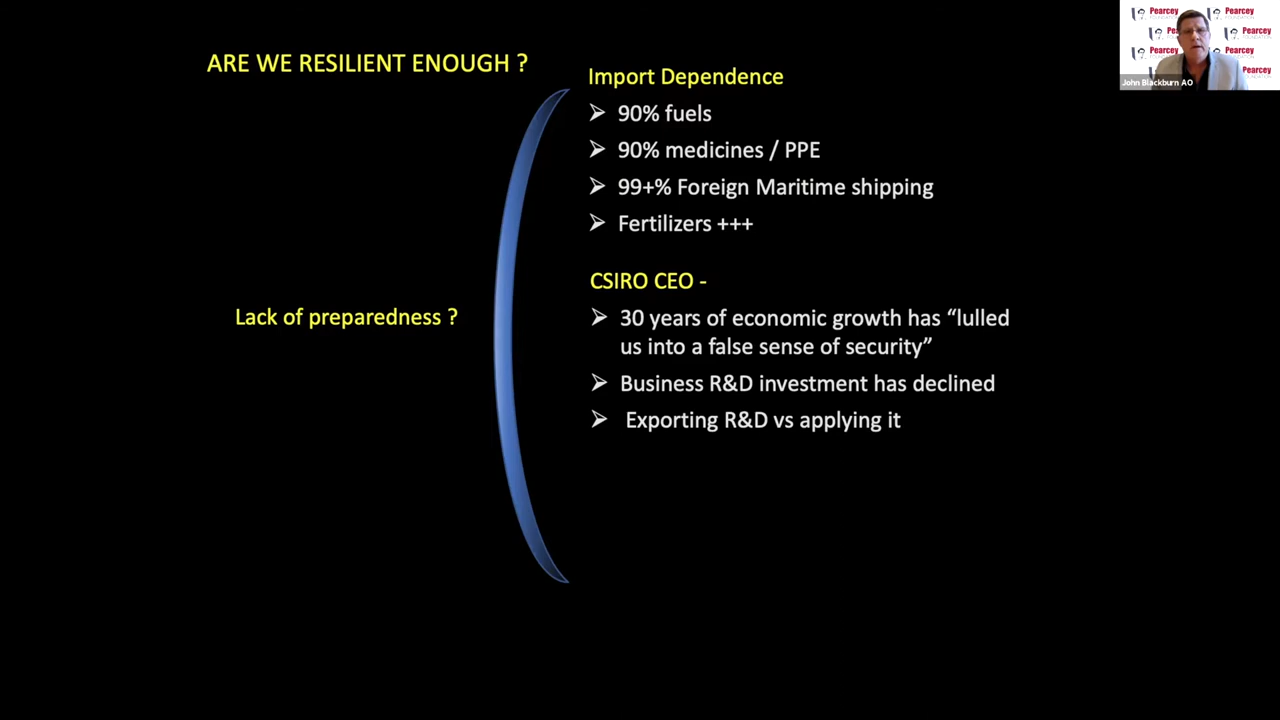 ARE WE RESILIENT ENOUGH ?
Import Dependence
90% fuels
90% medicines / PPE
99+% Foreign Maritime shipping
Fertilizers +++
CSIRO CEO -
30 years of economic growth has “lulled
us into a false sense of security”
Business R&D investment has declined
Exporting R&D vs applying it
Lack of preparedness ?
Pearcey
FOUNDATION
Pearcey
FOUNDATION
Pearcey
Pearcey
Pearcey
Pearcey
John Blackburn AO